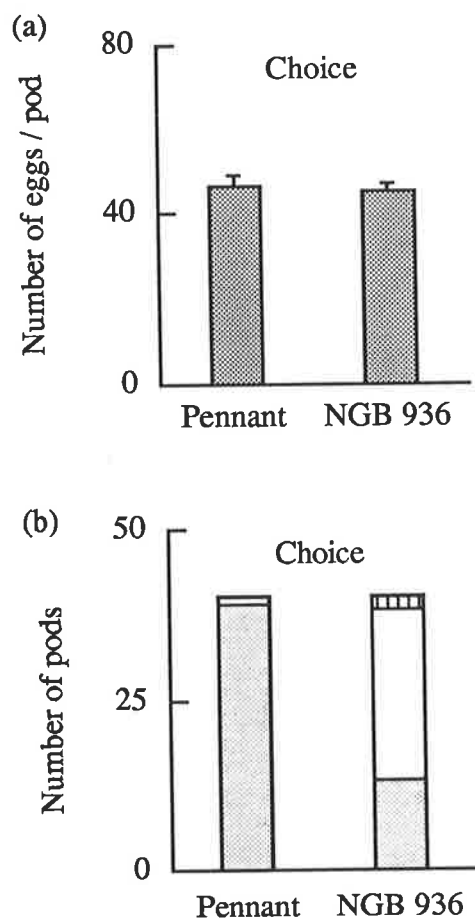 (a)
80
Choice
Number of eggs / pod
40
0
Pennant NGB 936
(b)
50
Choice
Number of pods
25
0
Pennant NGB 936